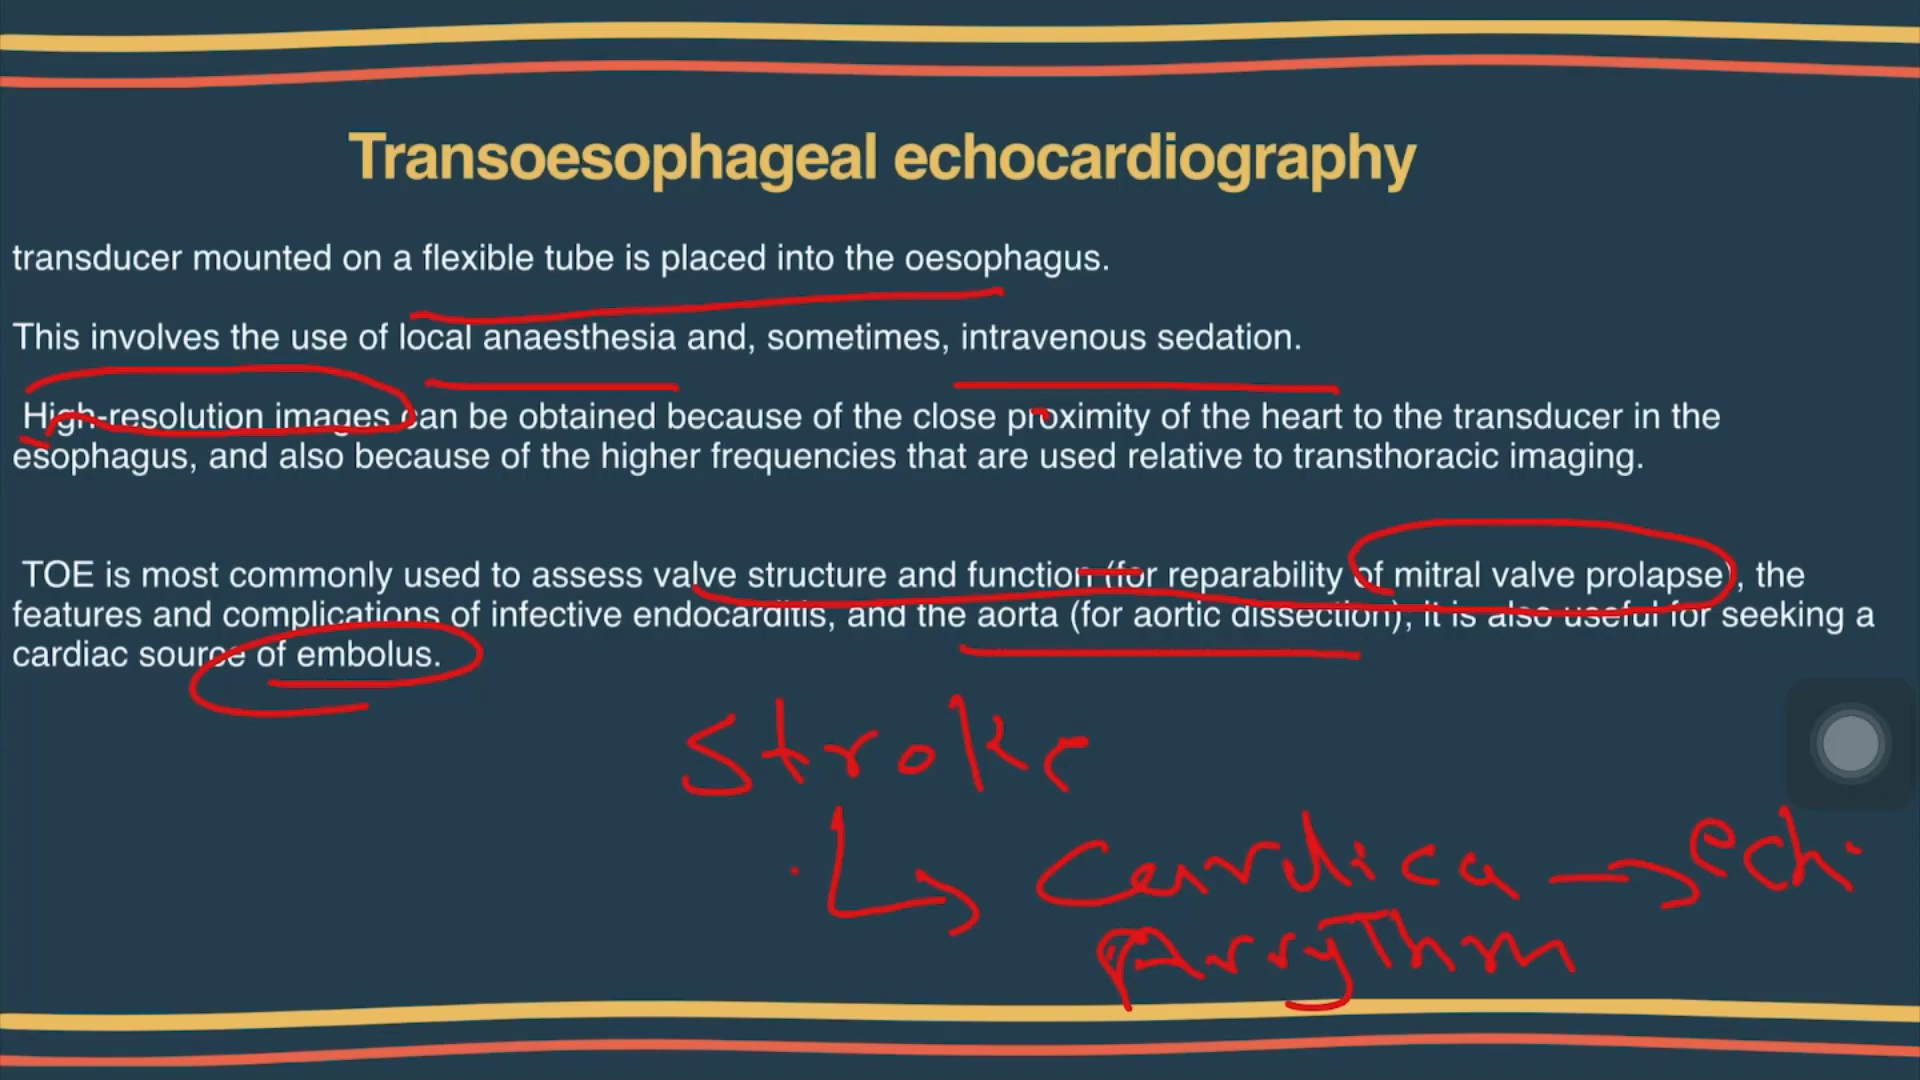 Transoesophageal echocardiography
transducer mounted on a flexible tube is placed into the oesophagus.
This involves the use of local anaesthesia and, sometimes, intravenous sedation.
High-resolution images can be obtained because of the close proximity of the heart to the transducer in the
esophagus, and also because of the higher frequencies that are used relative to transthoracic imaging.
TOE is most commonly used to assess valve structure and function (for reparability of mitral valve prolapse), the
features and complications of infective endocarditis, and the aorta (for aortic dissection); it is also useful for seeking a
cardiac source of embolus.
Stroke
Cardica → ech
Arrythm